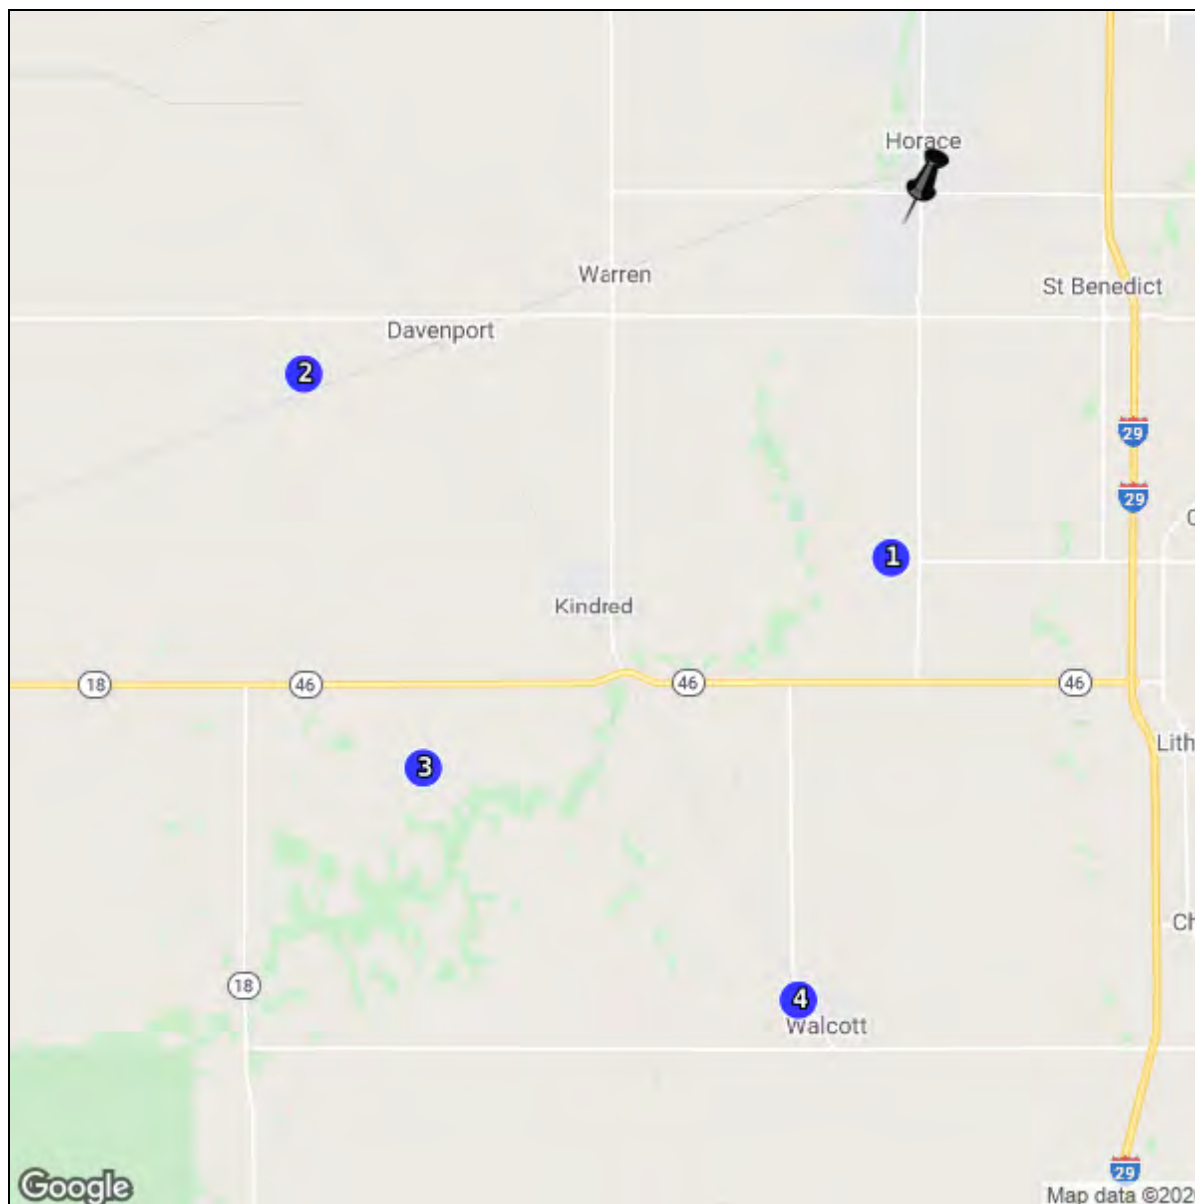 Horace
Warren
St Benedict
Davenport
2
29
29
1
Kindred
18
46
46
46
Lith
3
Ch
18
4
Walcott
29
Google
Map data ©202